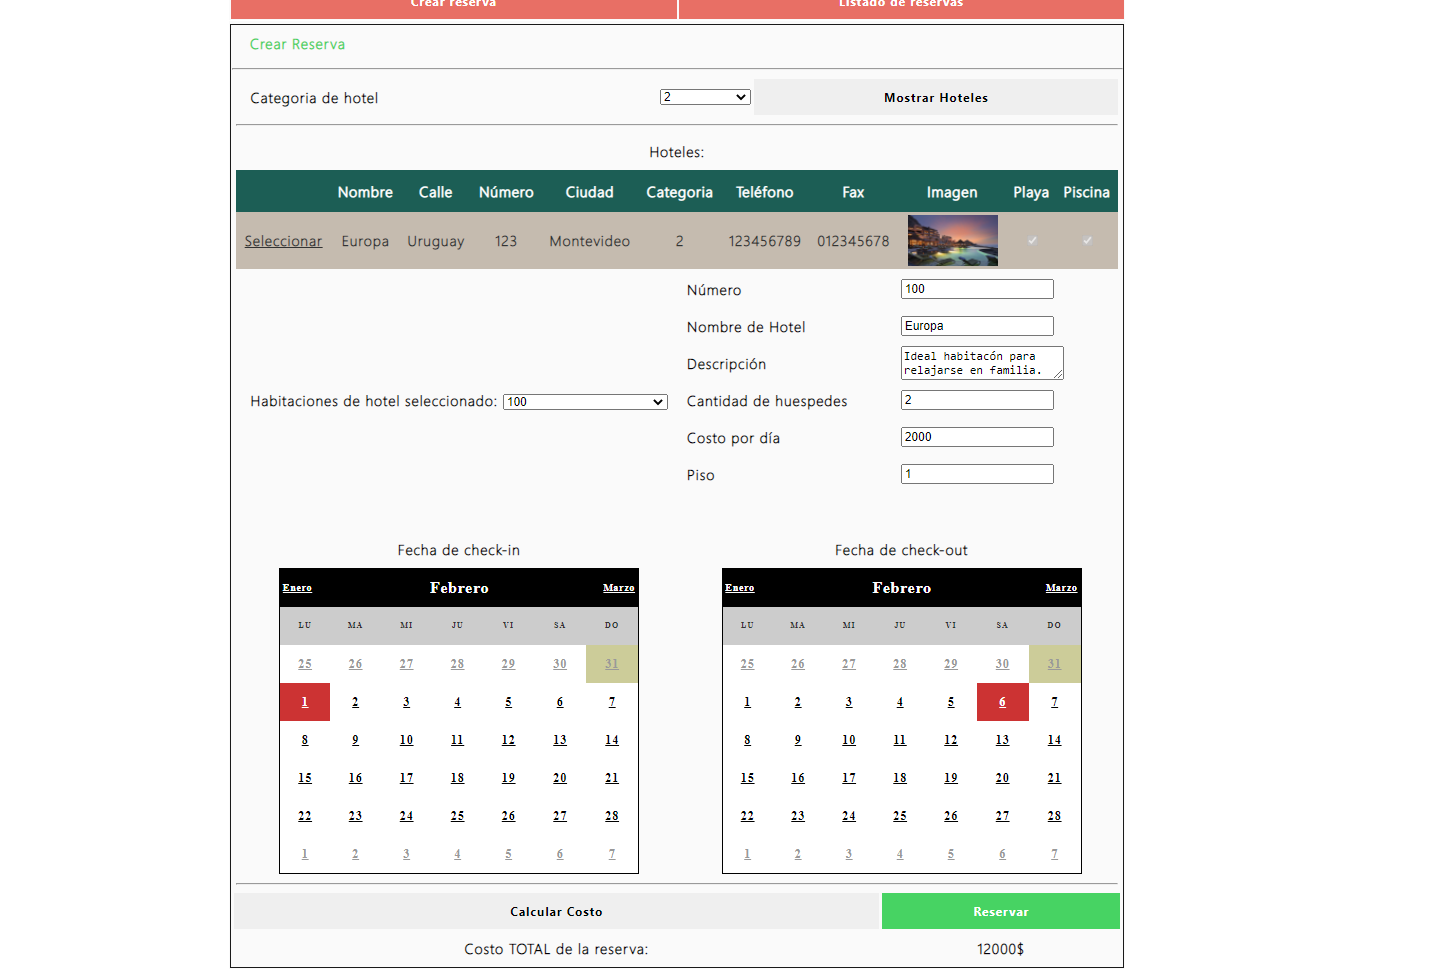 Crear reserva Listado de reservas
Crear Reserva
Categoria de hotel 2 Mostrar Hoteles
Hoteles:
Nombre Calle Número Ciudad Categoria Teléfono Fax Imagen Playa Piscina
Seleccionar Europa Uruguay 123 Montevideo 2 123456789 012345678
Número 100
Nombre de Hotel Europa
Descripción Ideal habitacón para
relajarse en familia.
Habitaciones de hotel seleccionado: 100 Cantidad de huespedes 2
Costo por día 2000
Piso 1
Fecha de check-in Fecha de check-out
Enero Febrero Marzo Enero Febrero Marzo
LU MA MI JU VI SA DO LU MA MI JU VI SA DO
25 26 27 28 29 30 31 25 26 27 28 29 30 31
1 2 3 4 5 6 7 1 2 3 4 5 6 7
8 9 10 11 12 13 14 8 9 10 11 12 13 14
15 16 17 18 19 20 21 15 16 17 18 19 20 21
22 23 24 25 26 27 28 22 23 24 25 26 27 28
1 2 3 4 5 6 7 1 2 3 4 5 6 7
Calcular Costo Reservar
Costo TOTAL de la reserva: 12000$